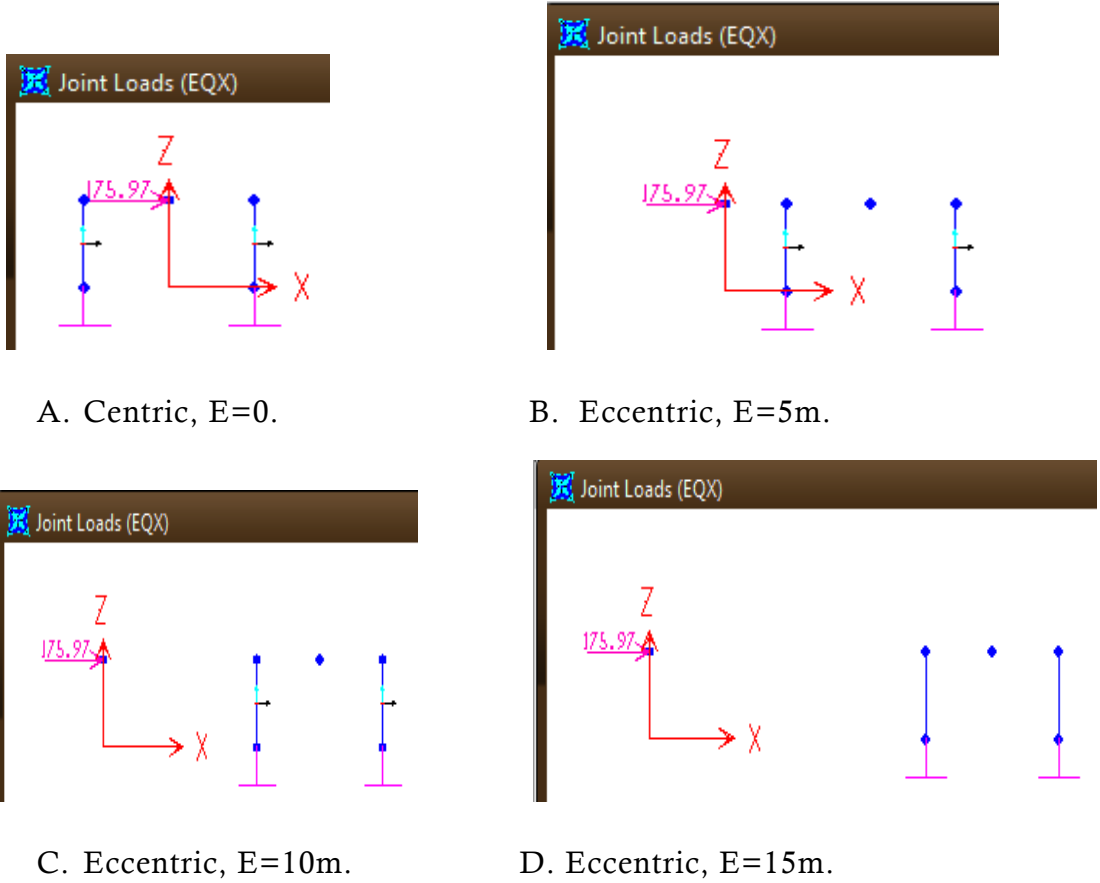 Joint Loads (EQX)
Z
175.97
X
Joint Loads (EQX)
Z
175.97
X
A. Centric, E=0.
B. Eccentric, E=5m.
Joint Loads (EQX)
Z
175.97
X
Joint Loads (EQX)
Z
175.97
X
C. Eccentric, E=10m.
D. Eccentric, E=15m.